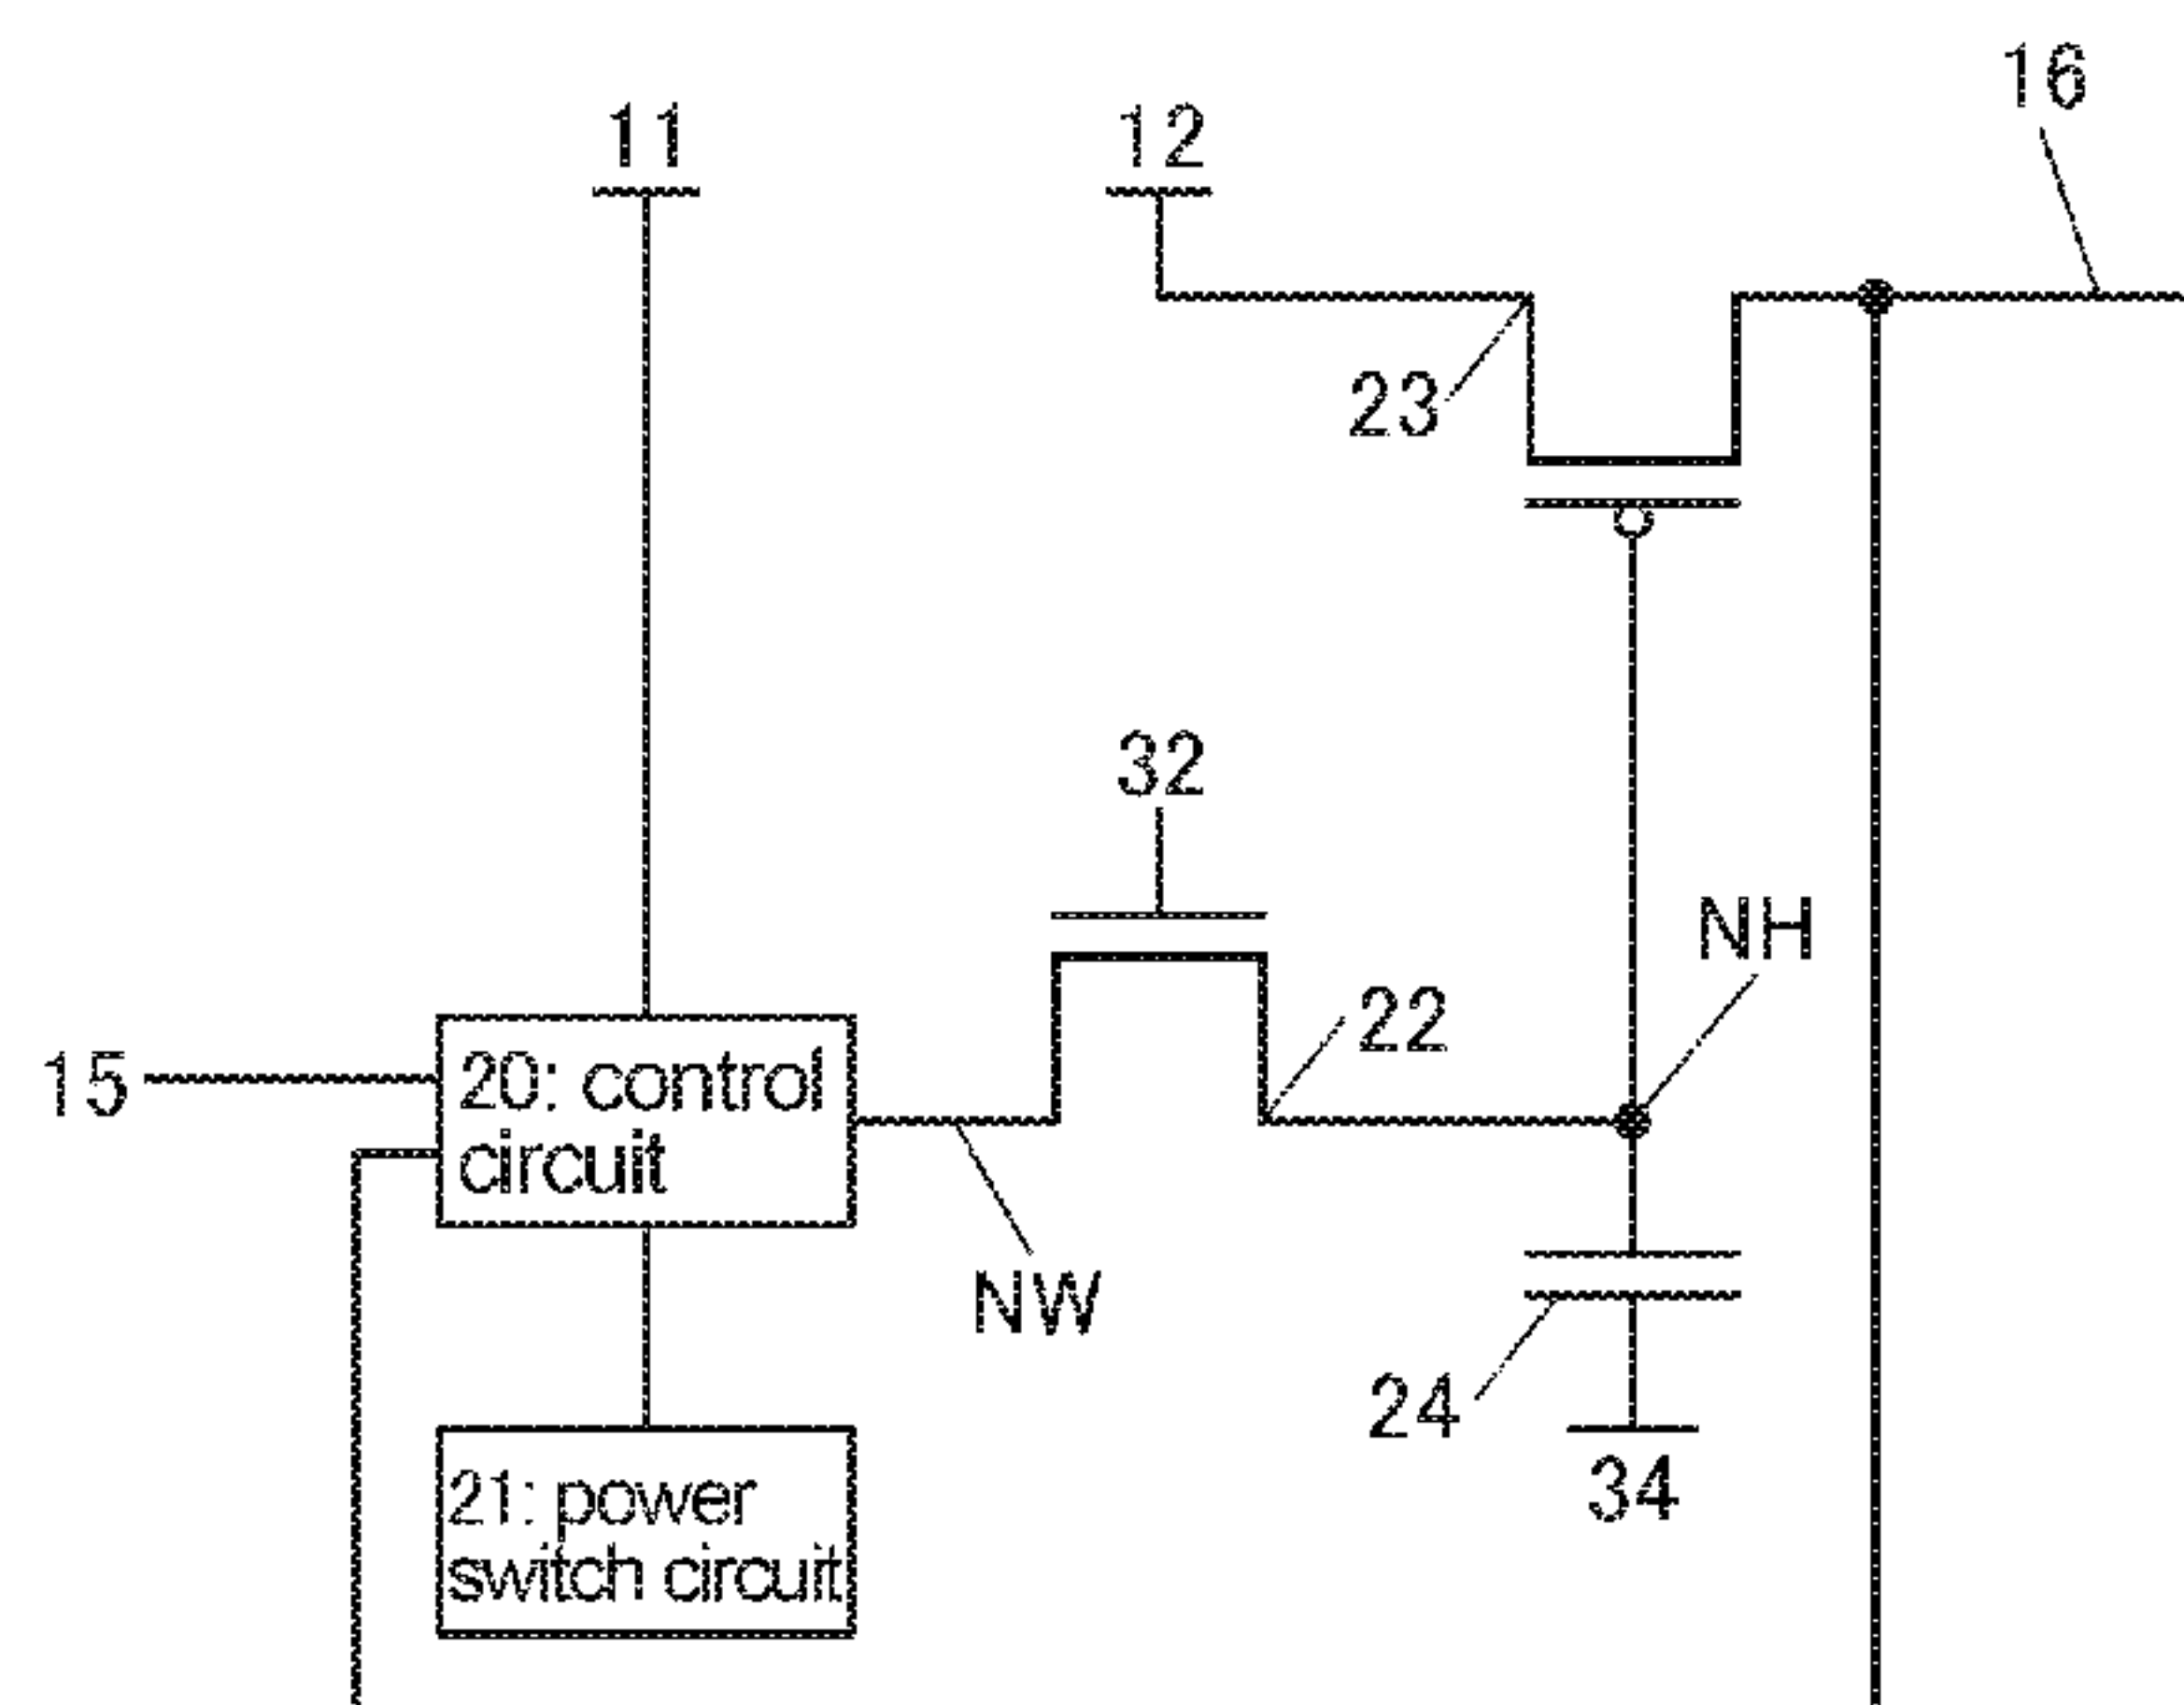 16
11
12
23
32
NH
22
15
20: control
circuit
NW
24
34
21: power
switch circuit